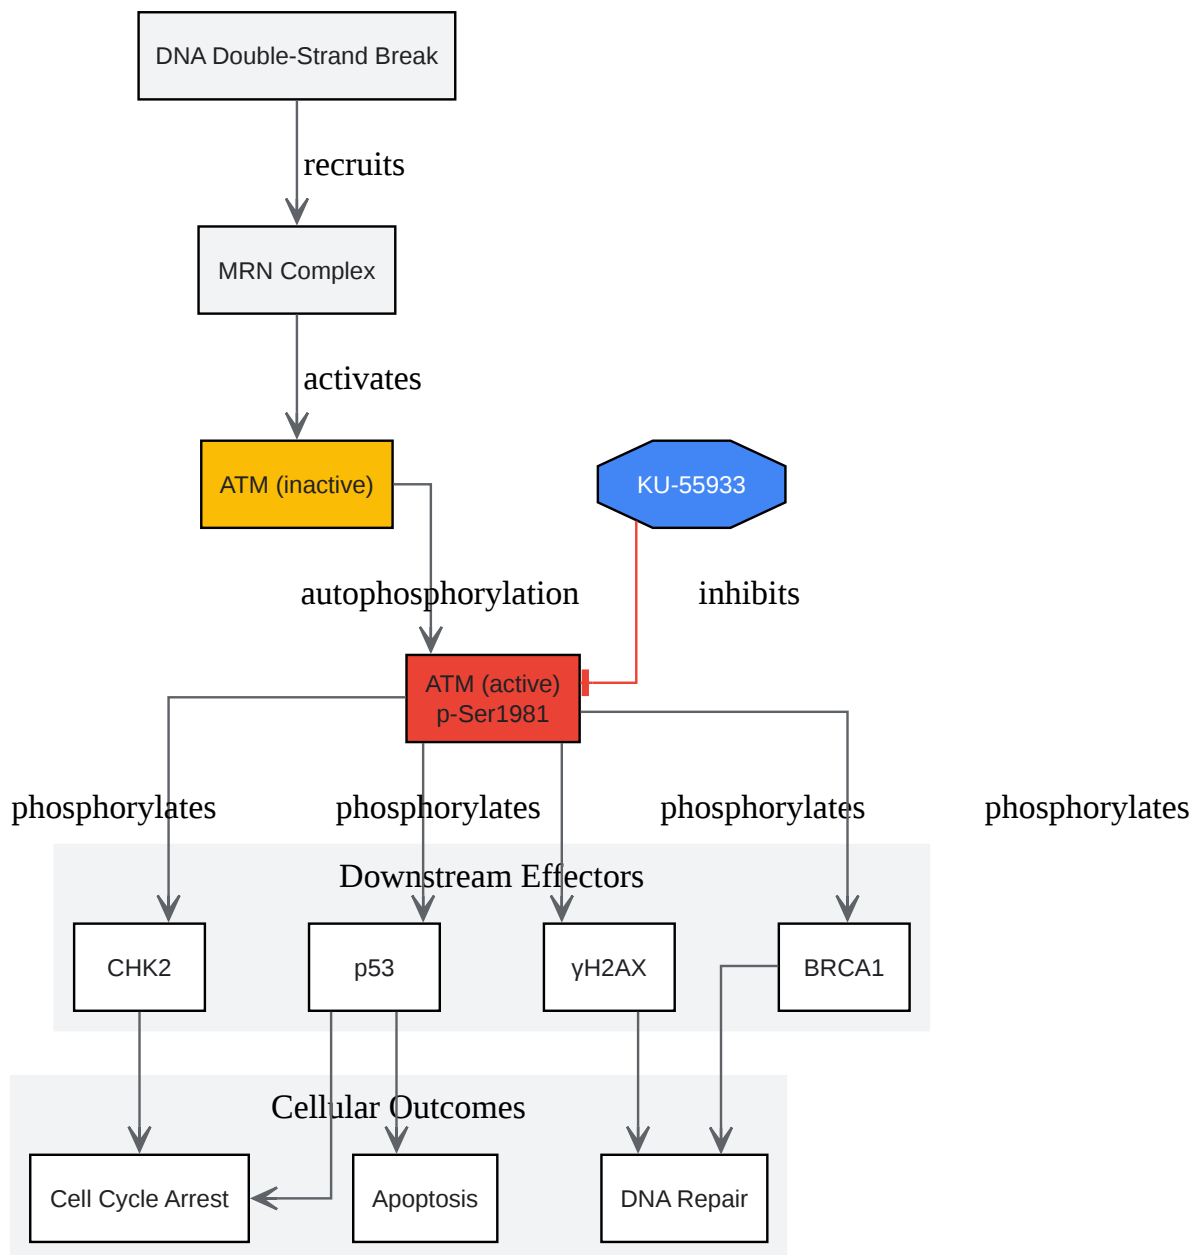 DNA Double-Strand Break
recruits
MRN Complex
activates
ATM (inactive)
KU-55933
autophosphorylation
inhibits
ATM (active)
p-Ser1981
phosphorylates
phosphorylates
phosphorylates
phosphorylates
Downstream Effectors
CHK2
p53
γH2AX
BRCA1
Cellular Outcomes
Cell Cycle Arrest
Apoptosis
DNA Repair